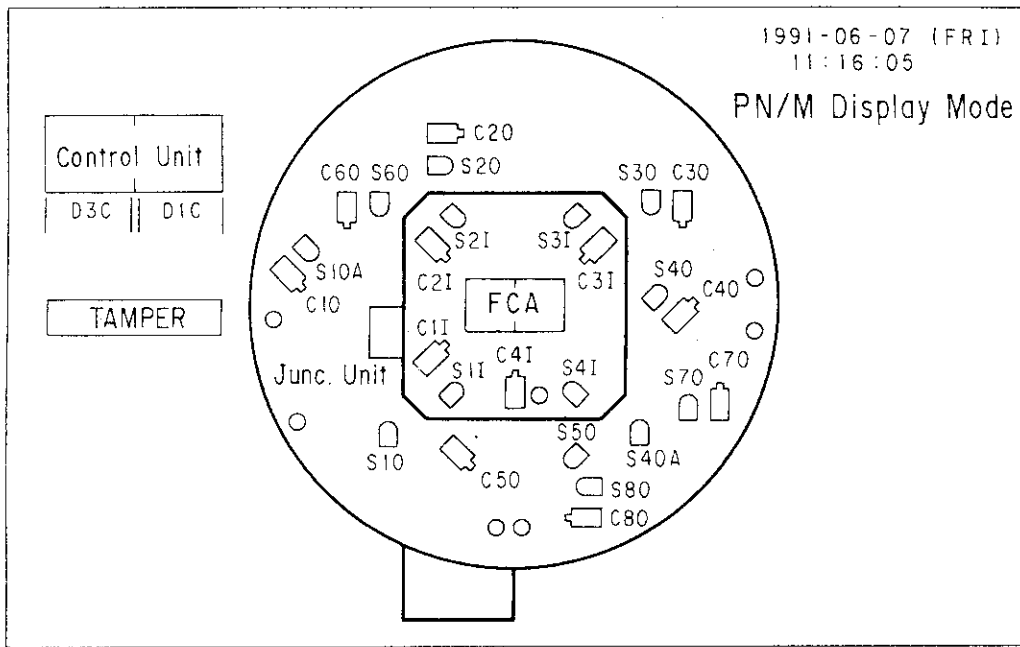 1991-06-07 (FRI)
11:16:05
PN/M Display Mode
Control Unit
D3C D1C
TAMPER
C20
S20
C60 S60
S30 C30
S2I S3I
S10A
C10
C2I C3I
S40 C40
FCA
C1I
C4I
Junc. Unit
S1I S4I
C70
S70
S50
S10
S40A
C50
S80
C80